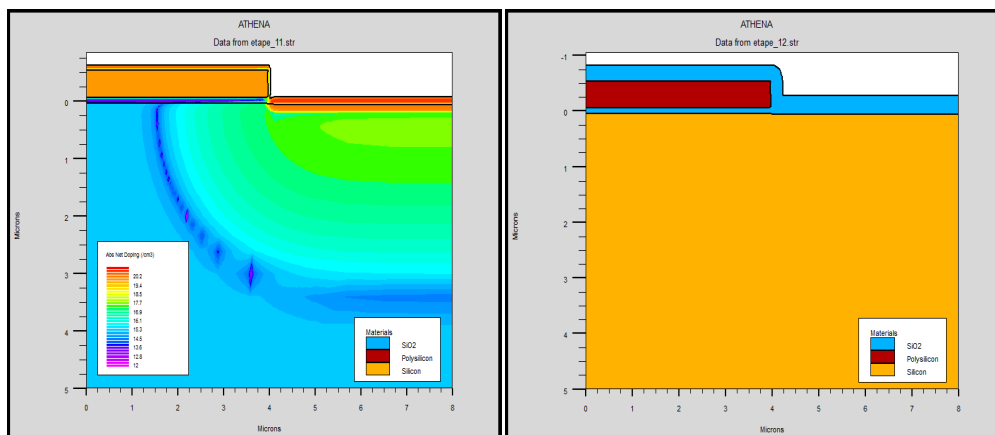 ATHENA
Data from etape_11.str
0
1
2
3
4
5
Microns
Abs Net Doping (/cm3)
20.2
19.4
18.5
17.7
16.9
16.1
15.3
14.5
13.6
12.8
12
Materials
SiO2
Polysilicon
Silicon
0 1 2 3 4 5 6 7 8
Microns
ATHENA
Data from etape_12.str
-1
0
1
2
3
4
5
Microns
Materials
SiO2
Polysilicon
Silicon
0 1 2 3 4 5 6 7 8
Microns